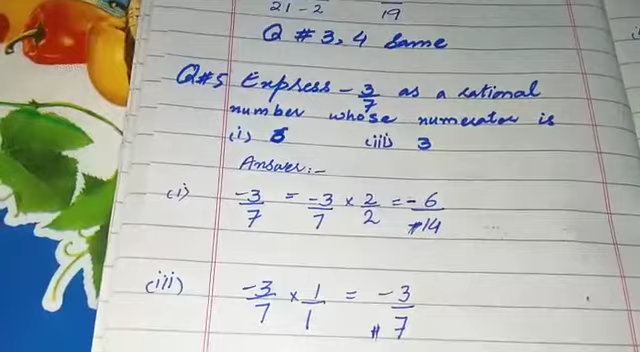 21 - 2   19
Q # 3, 4 Same
Q#5 Express - 3/7 as a rational
number whose numerator is
(i) 6 (iii) 3
Answer:-
(i) -3/7 = -3/7 × 2/2 = -6/#14
(iii) -3/7 × 1/1 = -3/# 7